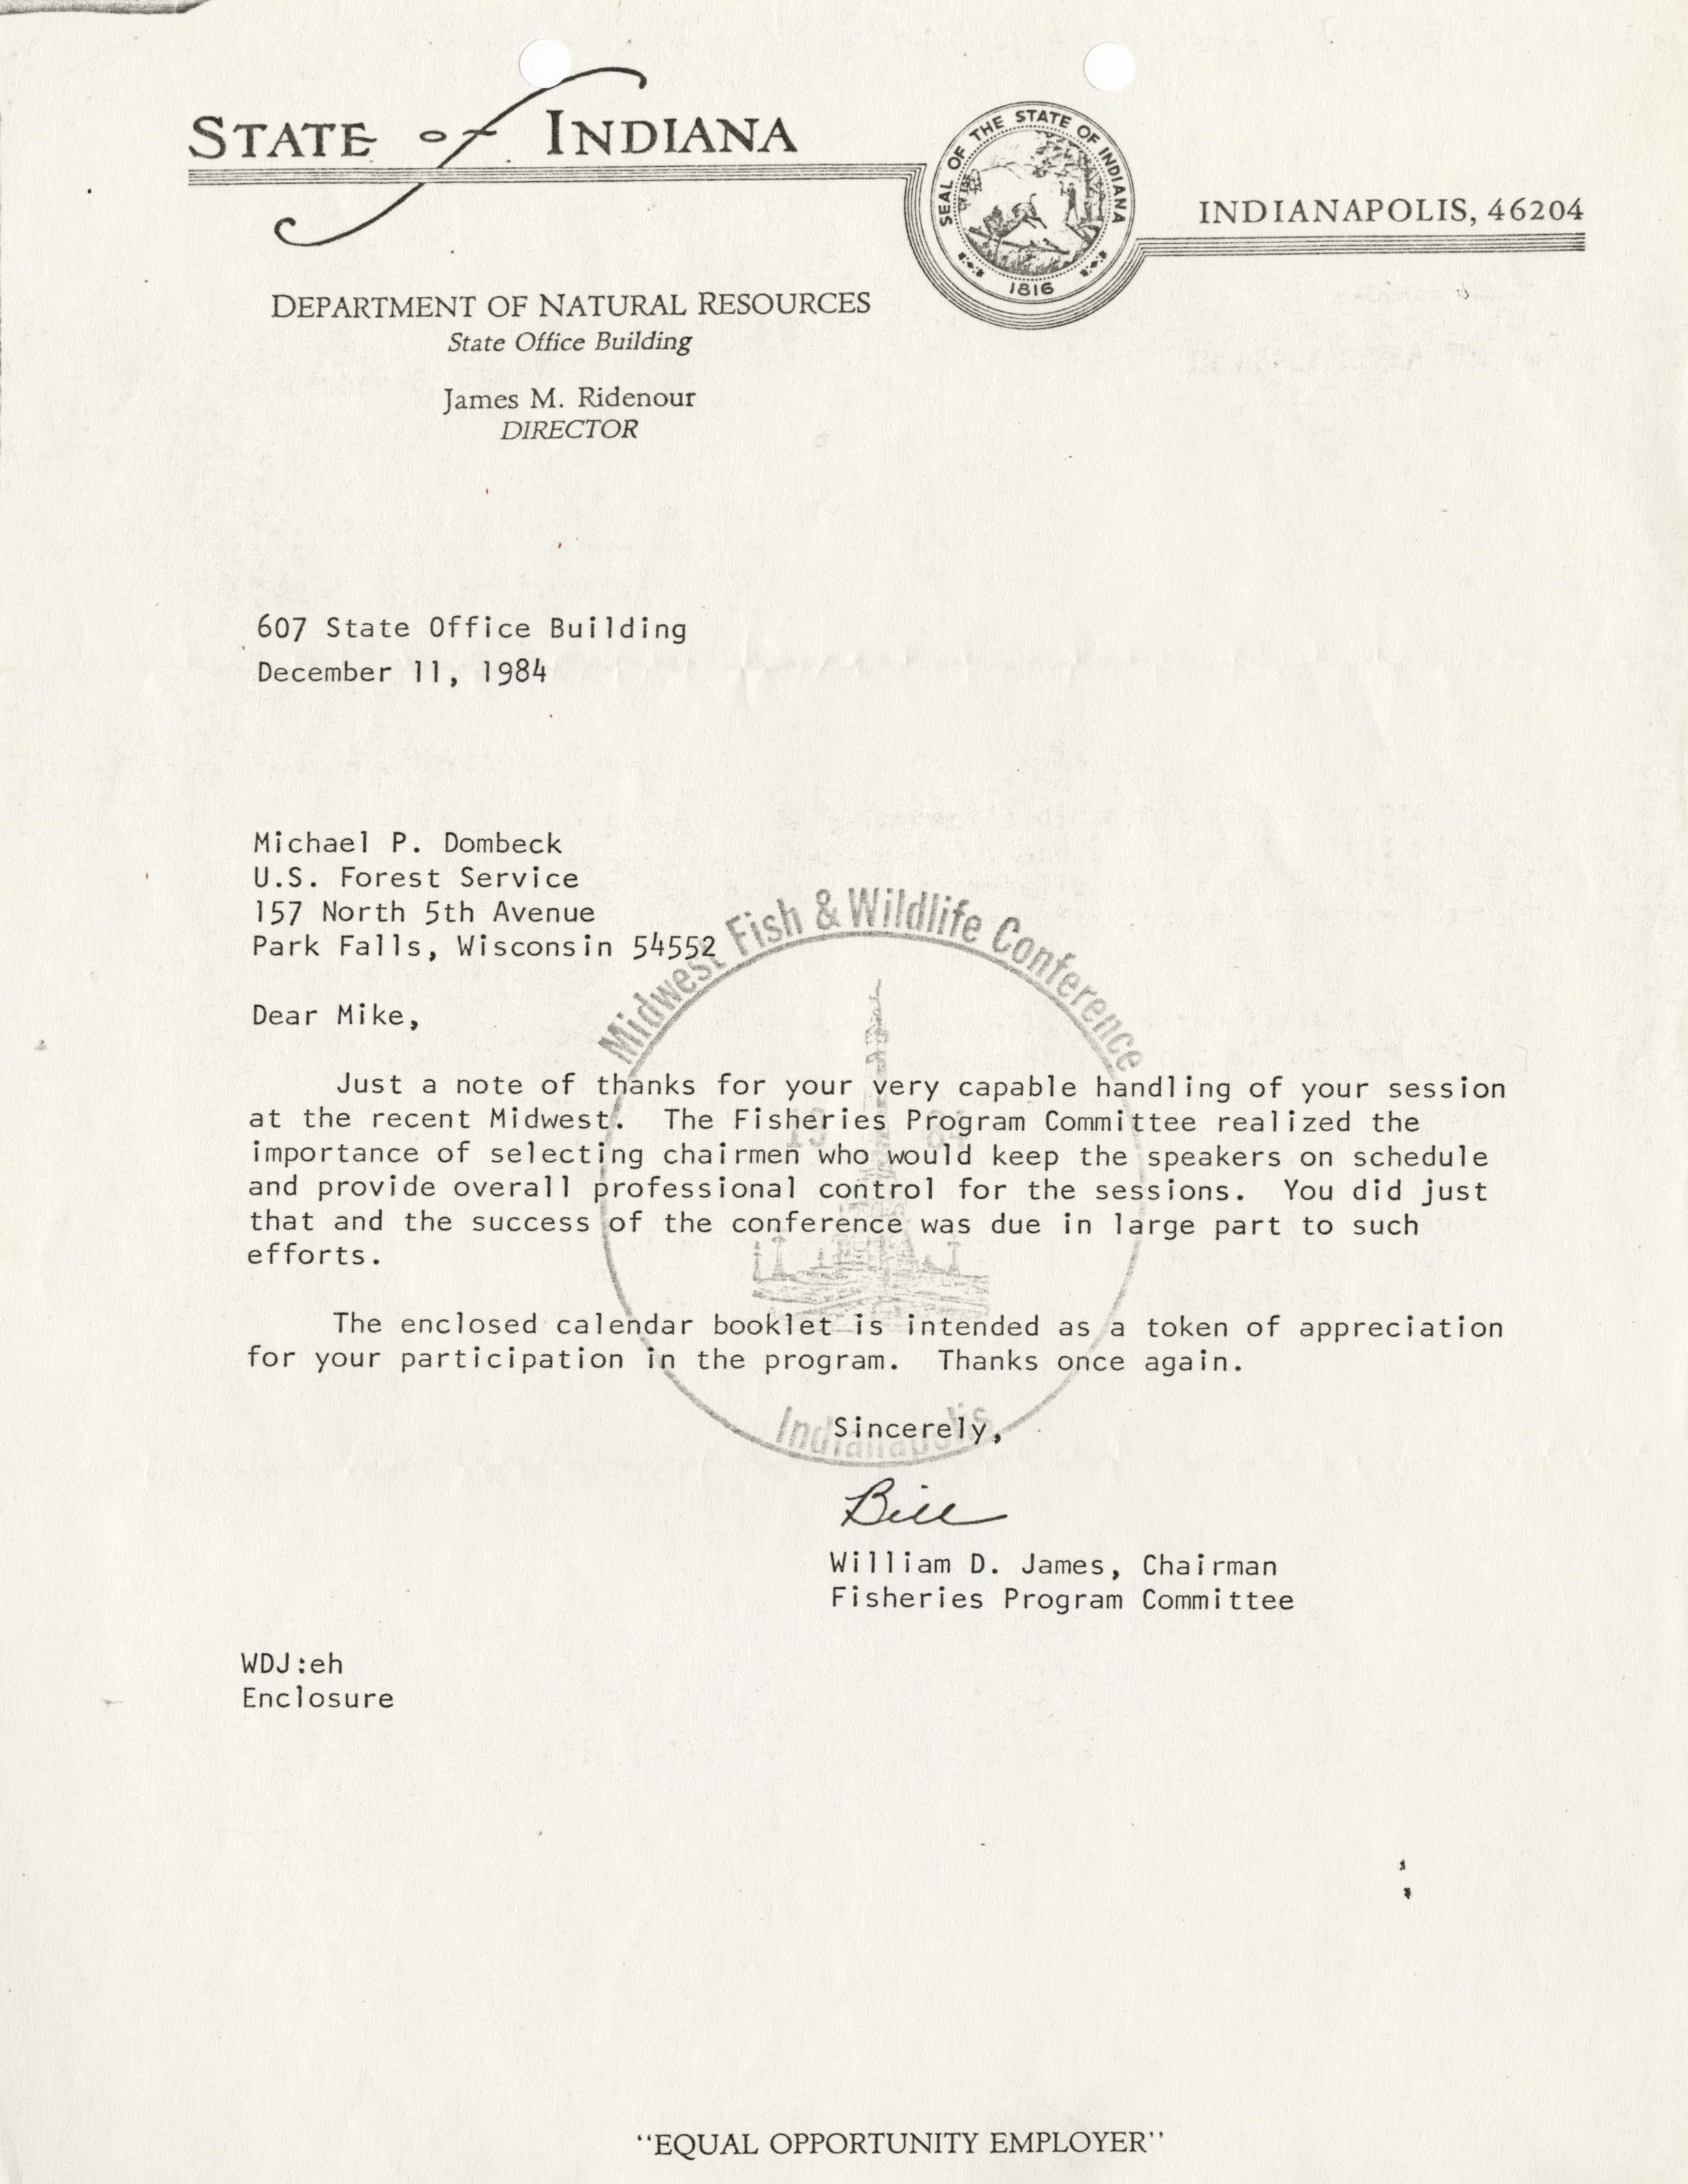 STATE of INDIANA
SEAL OF THE STATE OF INDIANA
1816
INDIANAPOLIS, 46204
DEPARTMENT OF NATURAL RESOURCES
State Office Building
James M. Ridenour
DIRECTOR
607 State Office Building
December 11, 1984
Michael P. Dombeck
U.S. Forest Service
157 North 5th Avenue
Park Falls, Wisconsin 54552
Midwest Fish & Wildlife Conference
Dear Mike,
Just a note of thanks for your very capable handling of your session
at the recent Midwest. The Fisheries Program Committee realized the
19 84
importance of selecting chairmen who would keep the speakers on schedule
and provide overall professional control for the sessions. You did just
that and the success of the conference was due in large part to such
efforts.
The enclosed calendar booklet is intended as a token of appreciation
for your participation in the program. Thanks once again.
Indianapolis
Sincerely,
Bill
William D. James, Chairman
Fisheries Program Committee
WDJ:eh
Enclosure
"EQUAL OPPORTUNITY EMPLOYER"